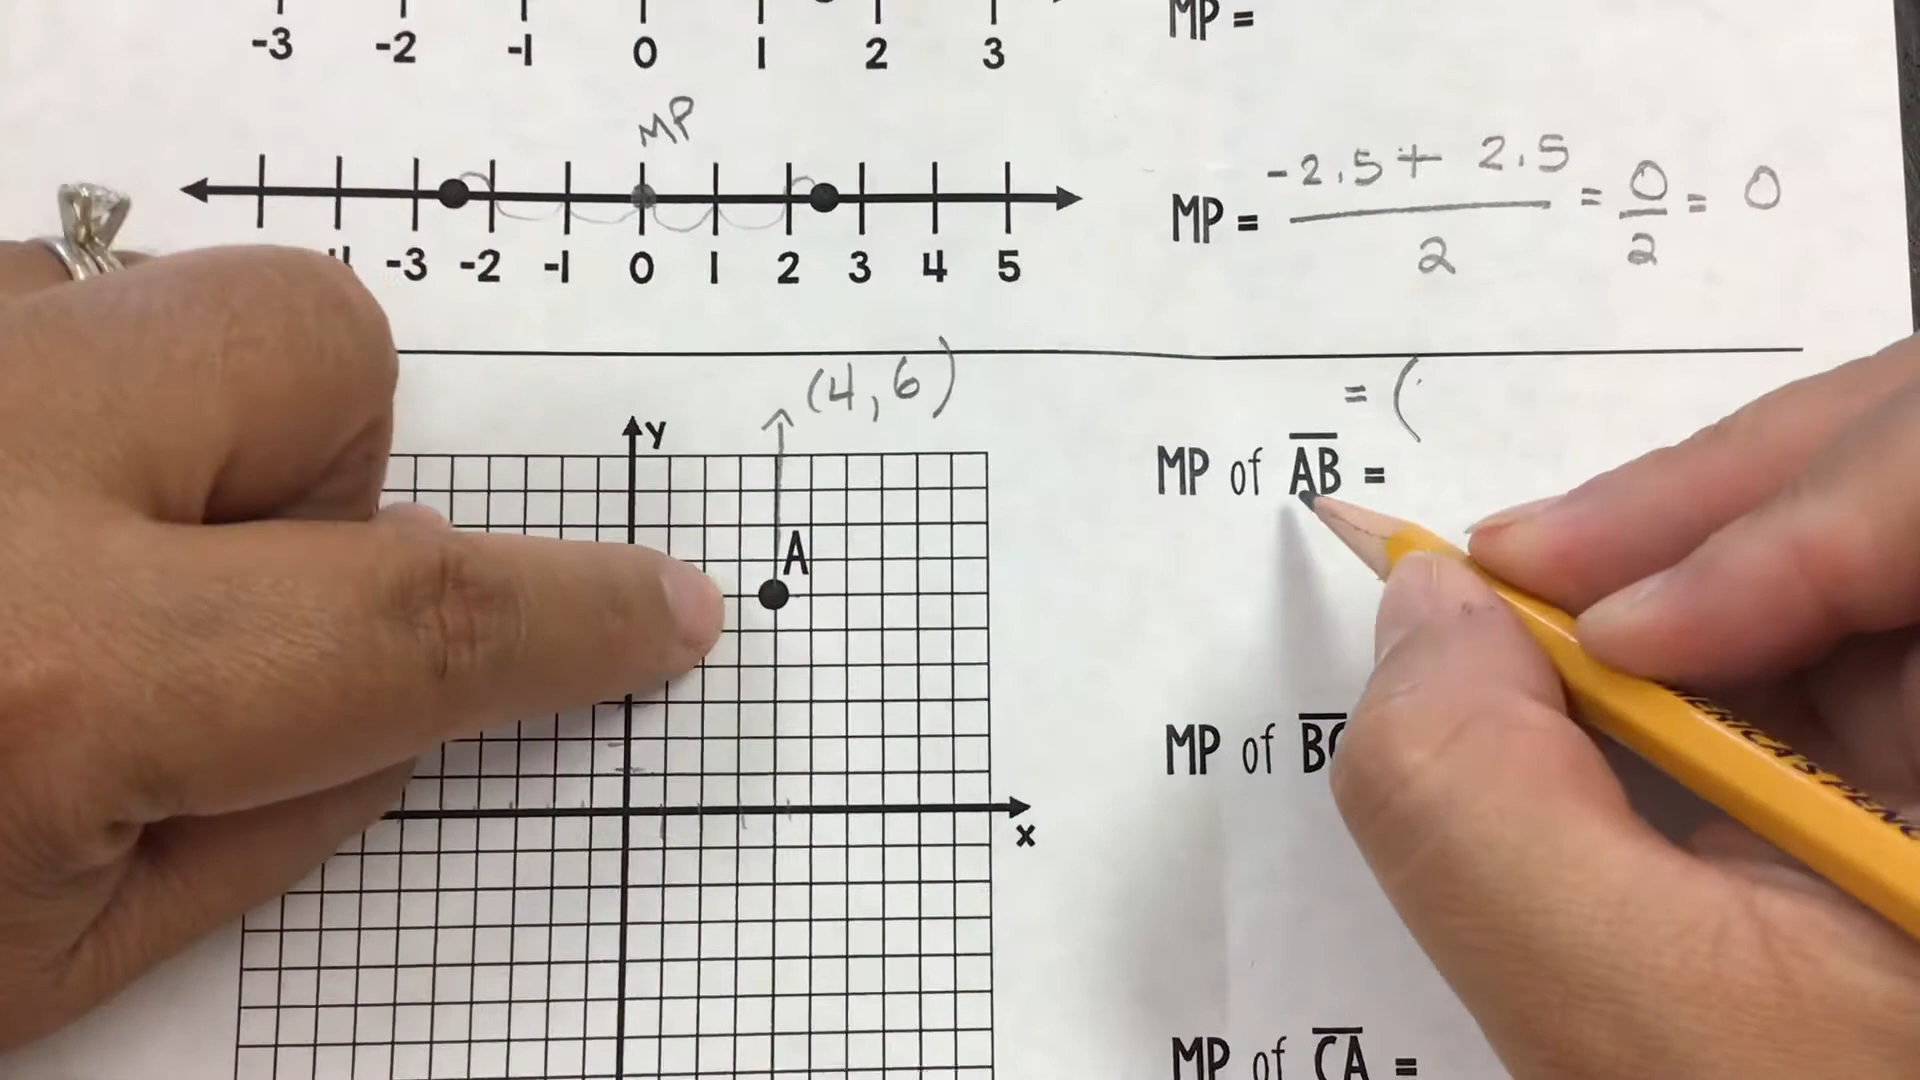 MP =
-3 -2 -1 0 1 2 3
MP
-3 -2 -1 0 1 2 3 4 5
MP = -2.5 + 2.5 / 2 = 0 / 2 = 0
(4, 6)
y
A
x
= (
MP of AB =
MP of BC
MP of CA =